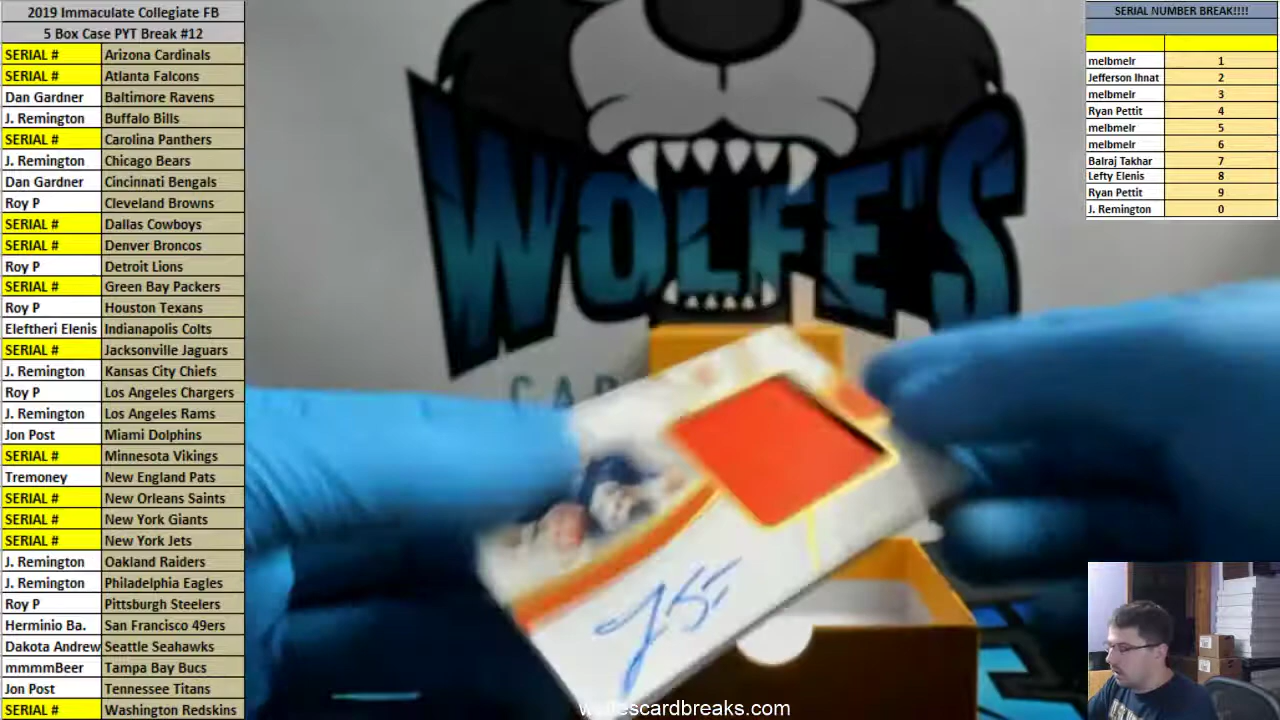 2019 Immaculate Collegiate FB
5 Box Case PYT Break #12
SERIAL # Arizona Cardinals
SERIAL # Atlanta Falcons
Dan Gardner Baltimore Ravens
J. Remington Buffalo Bills
SERIAL # Carolina Panthers
J. Remington Chicago Bears
Dan Gardner Cincinnati Bengals
Roy P Cleveland Browns
SERIAL # Dallas Cowboys
SERIAL # Denver Broncos
Roy P Detroit Lions
SERIAL # Green Bay Packers
Roy P Houston Texans
Eleftheri Elenis Indianapolis Colts
SERIAL # Jacksonville Jaguars
J. Remington Kansas City Chiefs
Roy P Los Angeles Chargers
J. Remington Los Angeles Rams
Jon Post Miami Dolphins
SERIAL # Minnesota Vikings
Tremoney New England Pats
SERIAL # New Orleans Saints
SERIAL # New York Giants
SERIAL # New York Jets
J. Remington Oakland Raiders
J. Remington Philadelphia Eagles
Roy P Pittsburgh Steelers
Herminio Ba. San Francisco 49ers
Dakota Andrew Seattle Seahawks
mmmmBeer Tampa Bay Bucs
Jon Post Tennessee Titans
SERIAL # Washington Redskins
WOLFE'S
SERIAL NUMBER BREAK!!!!
melbmelr 1
Jefferson Ihnat 2
melbmelr 3
Ryan Pettit 4
melbmelr 5
melbmelr 6
Balraj Takhar 7
Lefty Elenis 8
Ryan Pettit 9
J. Remington 0
wolfescardbreaks.com